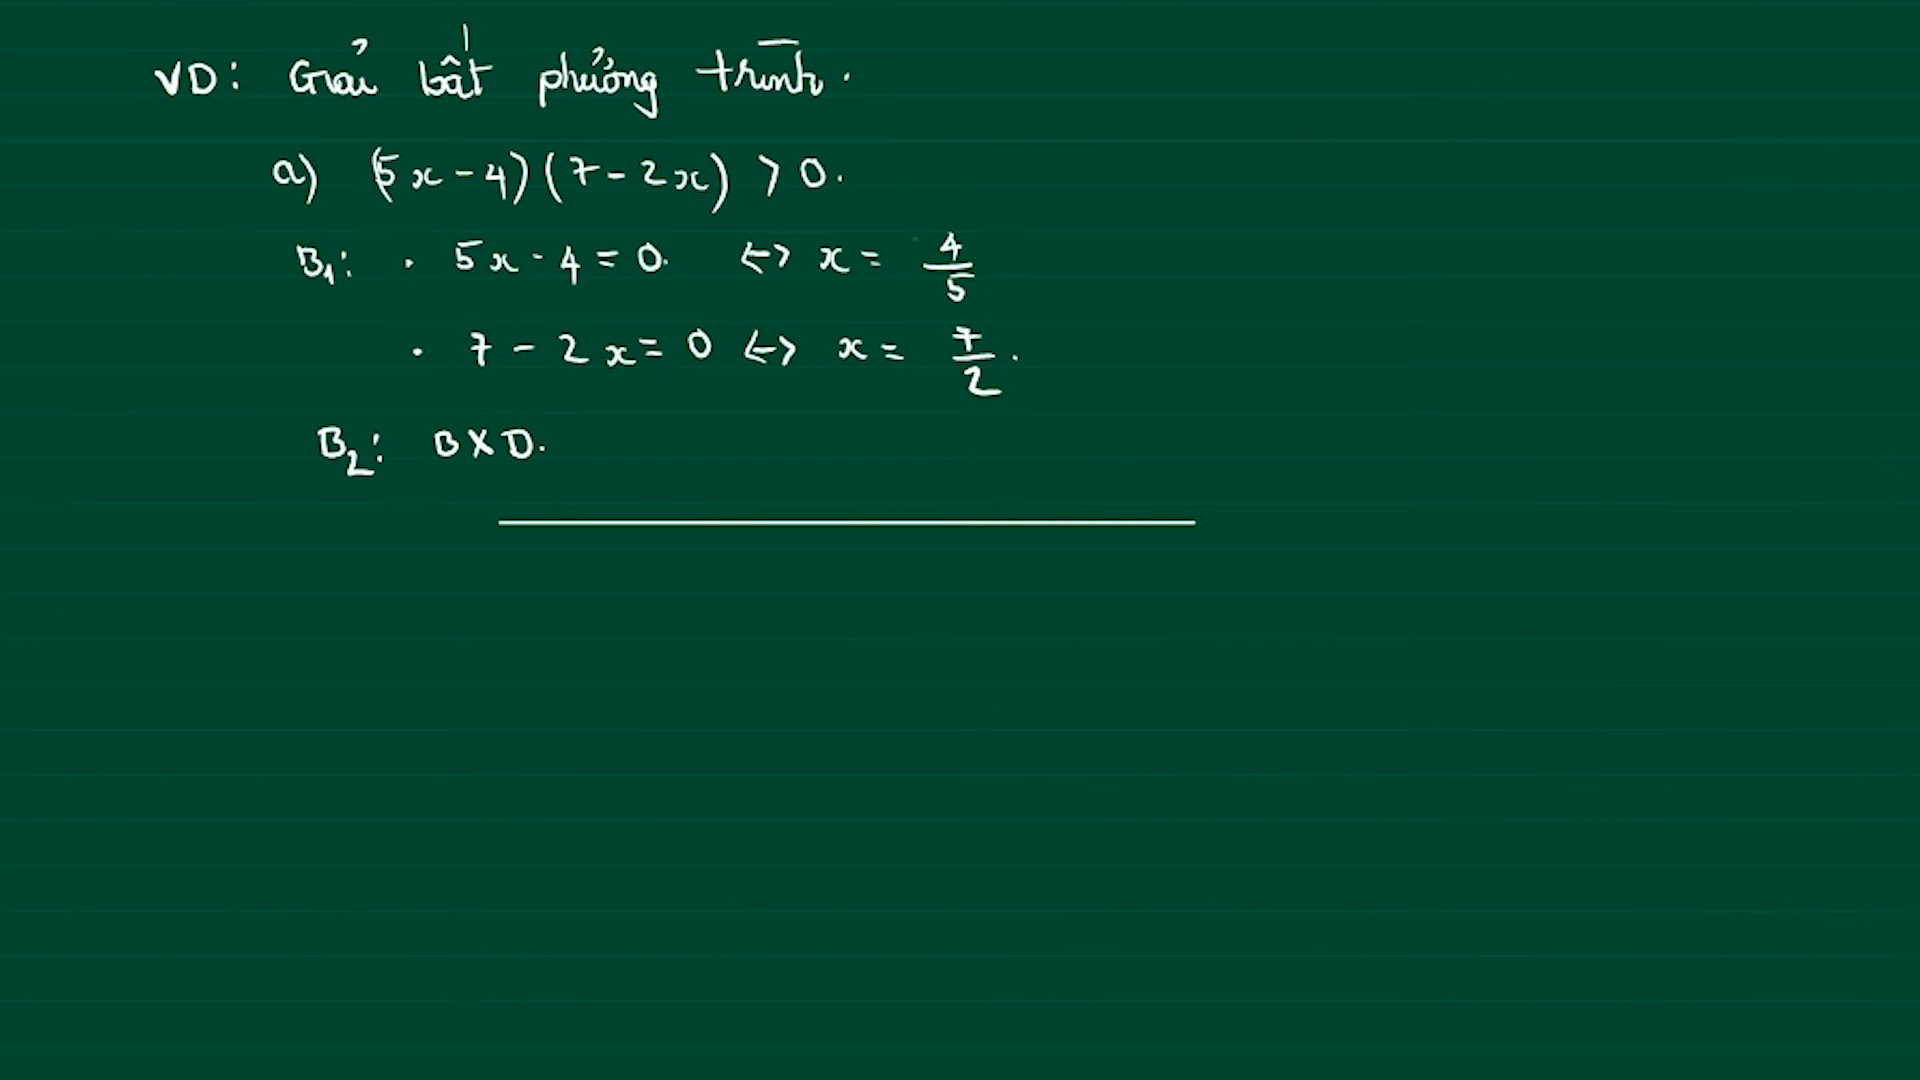 VD: Giải bất phương trình.
a) (5x-4)(7-2x) > 0.
B1: • 5x-4=0. <-> x = 4/5
• 7-2x=0 <-> x = 7/2.
B2: BXD.